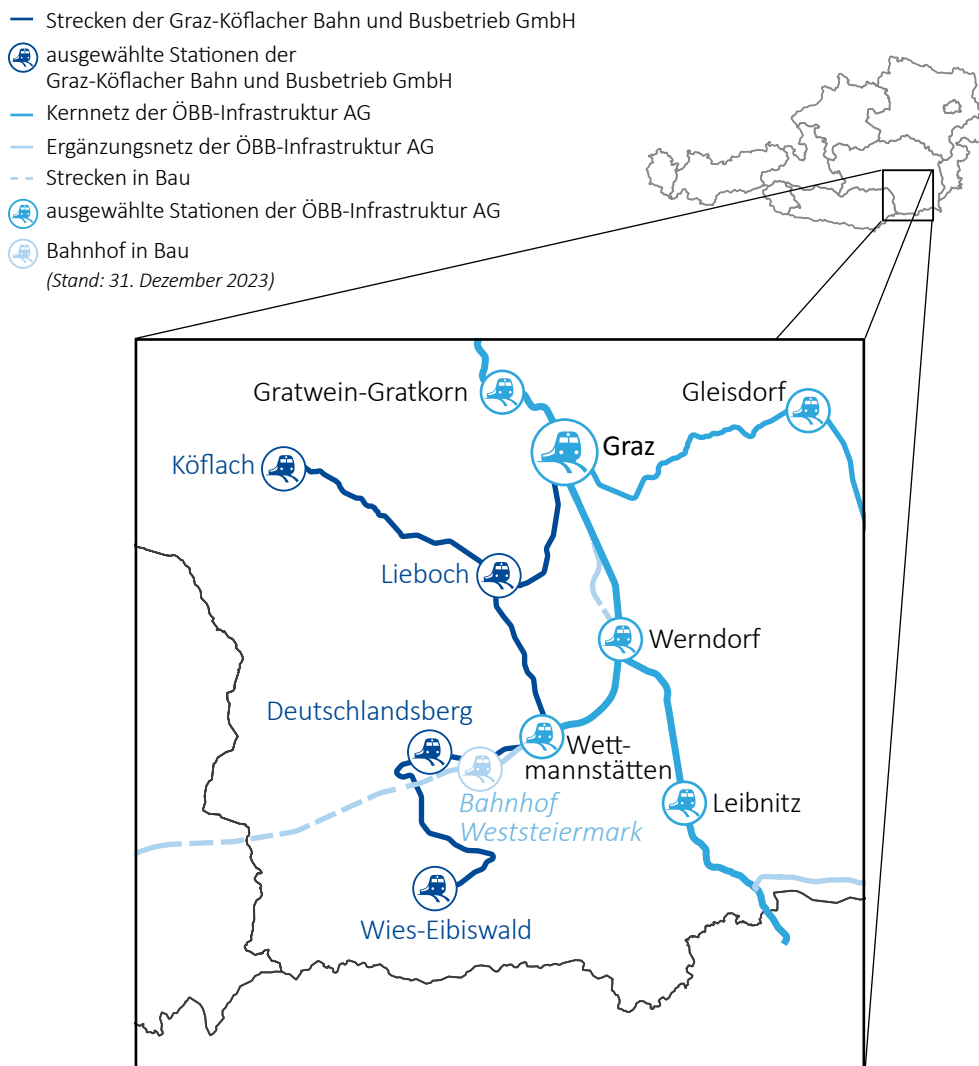 Strecken der Graz-Köflacher Bahn und Busbetrieb GmbH
ausgewählte Stationen der
Graz-Köflacher Bahn und Busbetrieb GmbH
Kernnetz der ÖBB-Infrastruktur AG
Ergänzungsnetz der ÖBB-Infrastruktur AG
Strecken in Bau
ausgewählte Stationen der ÖBB-Infrastruktur AG
Bahnhof in Bau
(Stand: 31. Dezember 2023)
Gratwein-Gratkorn
Gleisdorf
Graz
Köflach
Lieboch
Werndorf
Deutschlandsberg
Wett-
mannstätten
Bahnhof
Weststeiermark
Leibnitz
Wies-Eibiswald